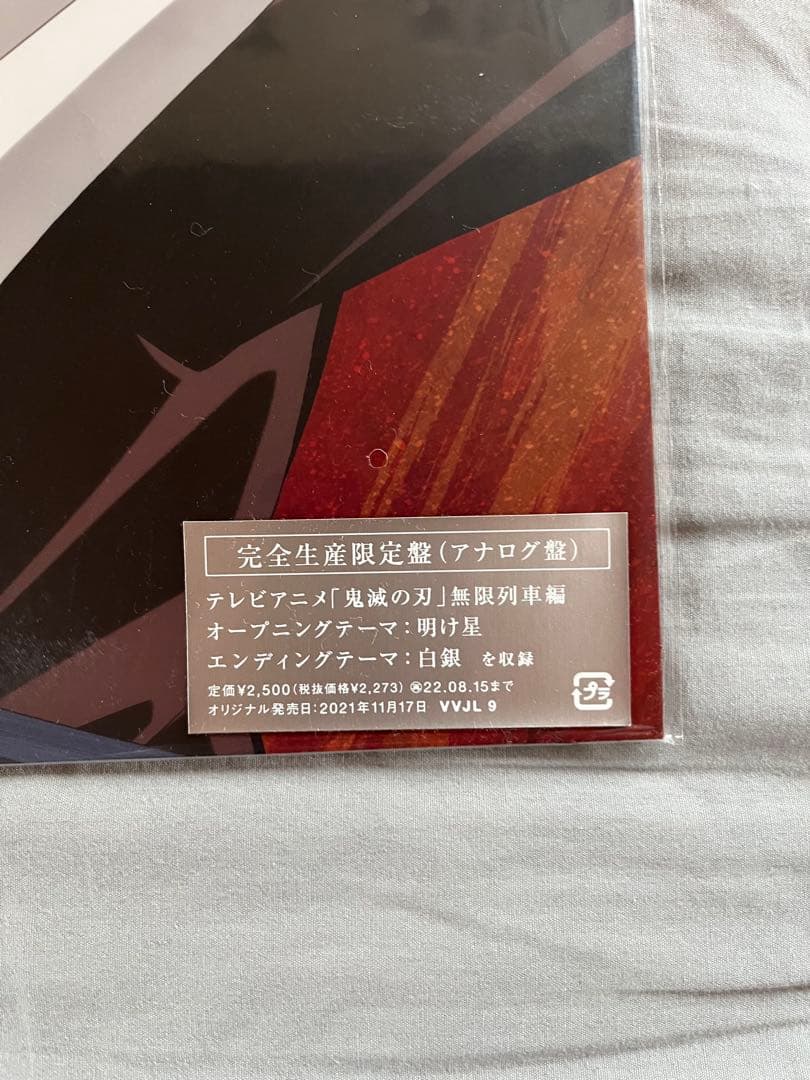 完全生産限定盤(アナログ盤)
テレビアニメ「鬼滅の刃」無限列車編
オープニングテーマ:明け星
エンディングテーマ:白銀 を収録
定価¥2,500(税抜価格¥2,273) ㊢22.08.15まで
オリジナル発売日:2021年11月17日 VVJL 9
プラ